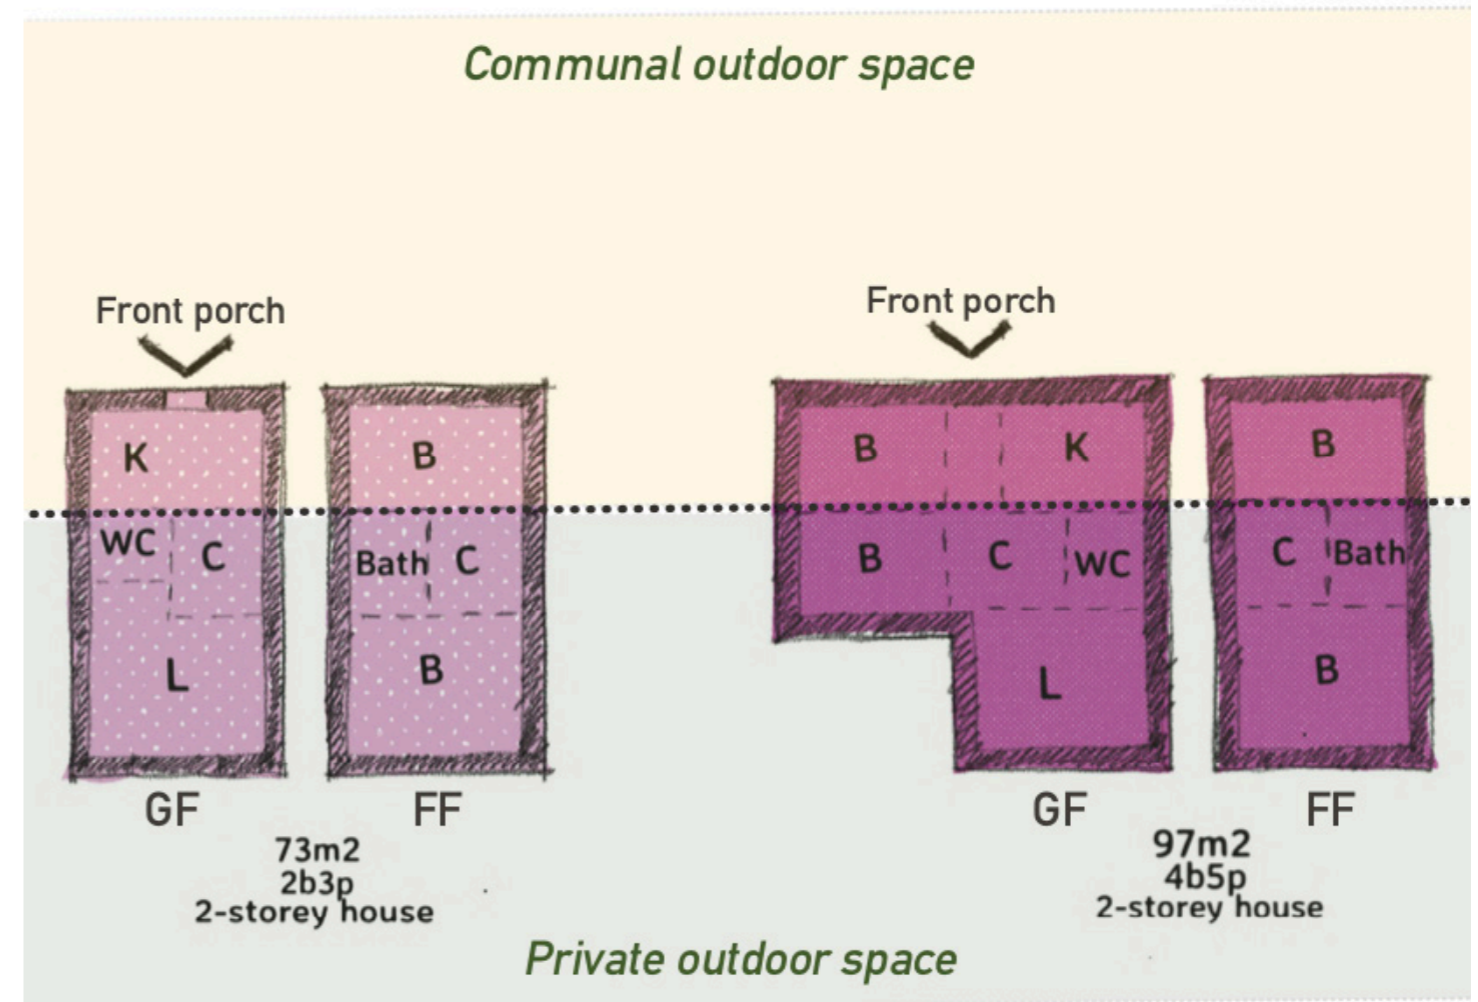 Communal outdoor space
Front porch
Front porch
K
B
B
K
B
WC
C
Bath
C
B
C
WC
C
Bath
L
B
L
B
GF
FF
GF
FF
73m2
2b3p
2-storey house
97m2
4b5p
2-storey house
Private outdoor space